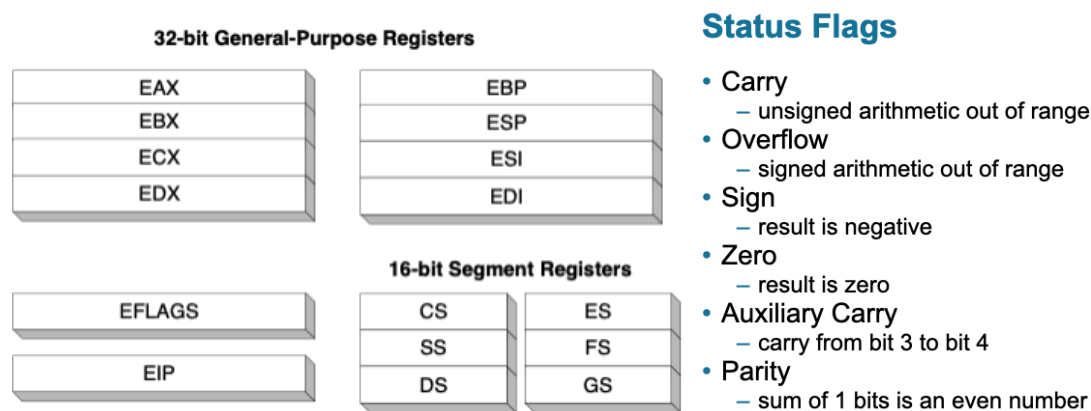 32-bit General-Purpose Registers
EAX
EBX
ECX
EDX
EBP
ESP
ESI
EDI
16-bit Segment Registers
EFLAGS
EIP
CS
SS
DS
ES
FS
GS
Status Flags
• Carry
– unsigned arithmetic out of range
• Overflow
– signed arithmetic out of range
• Sign
– result is negative
• Zero
– result is zero
• Auxiliary Carry
– carry from bit 3 to bit 4
• Parity
– sum of 1 bits is an even number